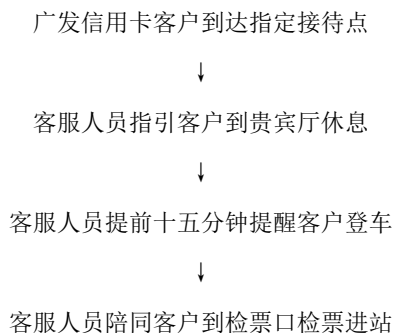 广发信用卡客户到达指定接待点
↓
客服人员指引客户到贵宾厅休息
↓
客服人员提前十五分钟提醒客户登车
↓
客服人员陪同客户到检票口检票进站